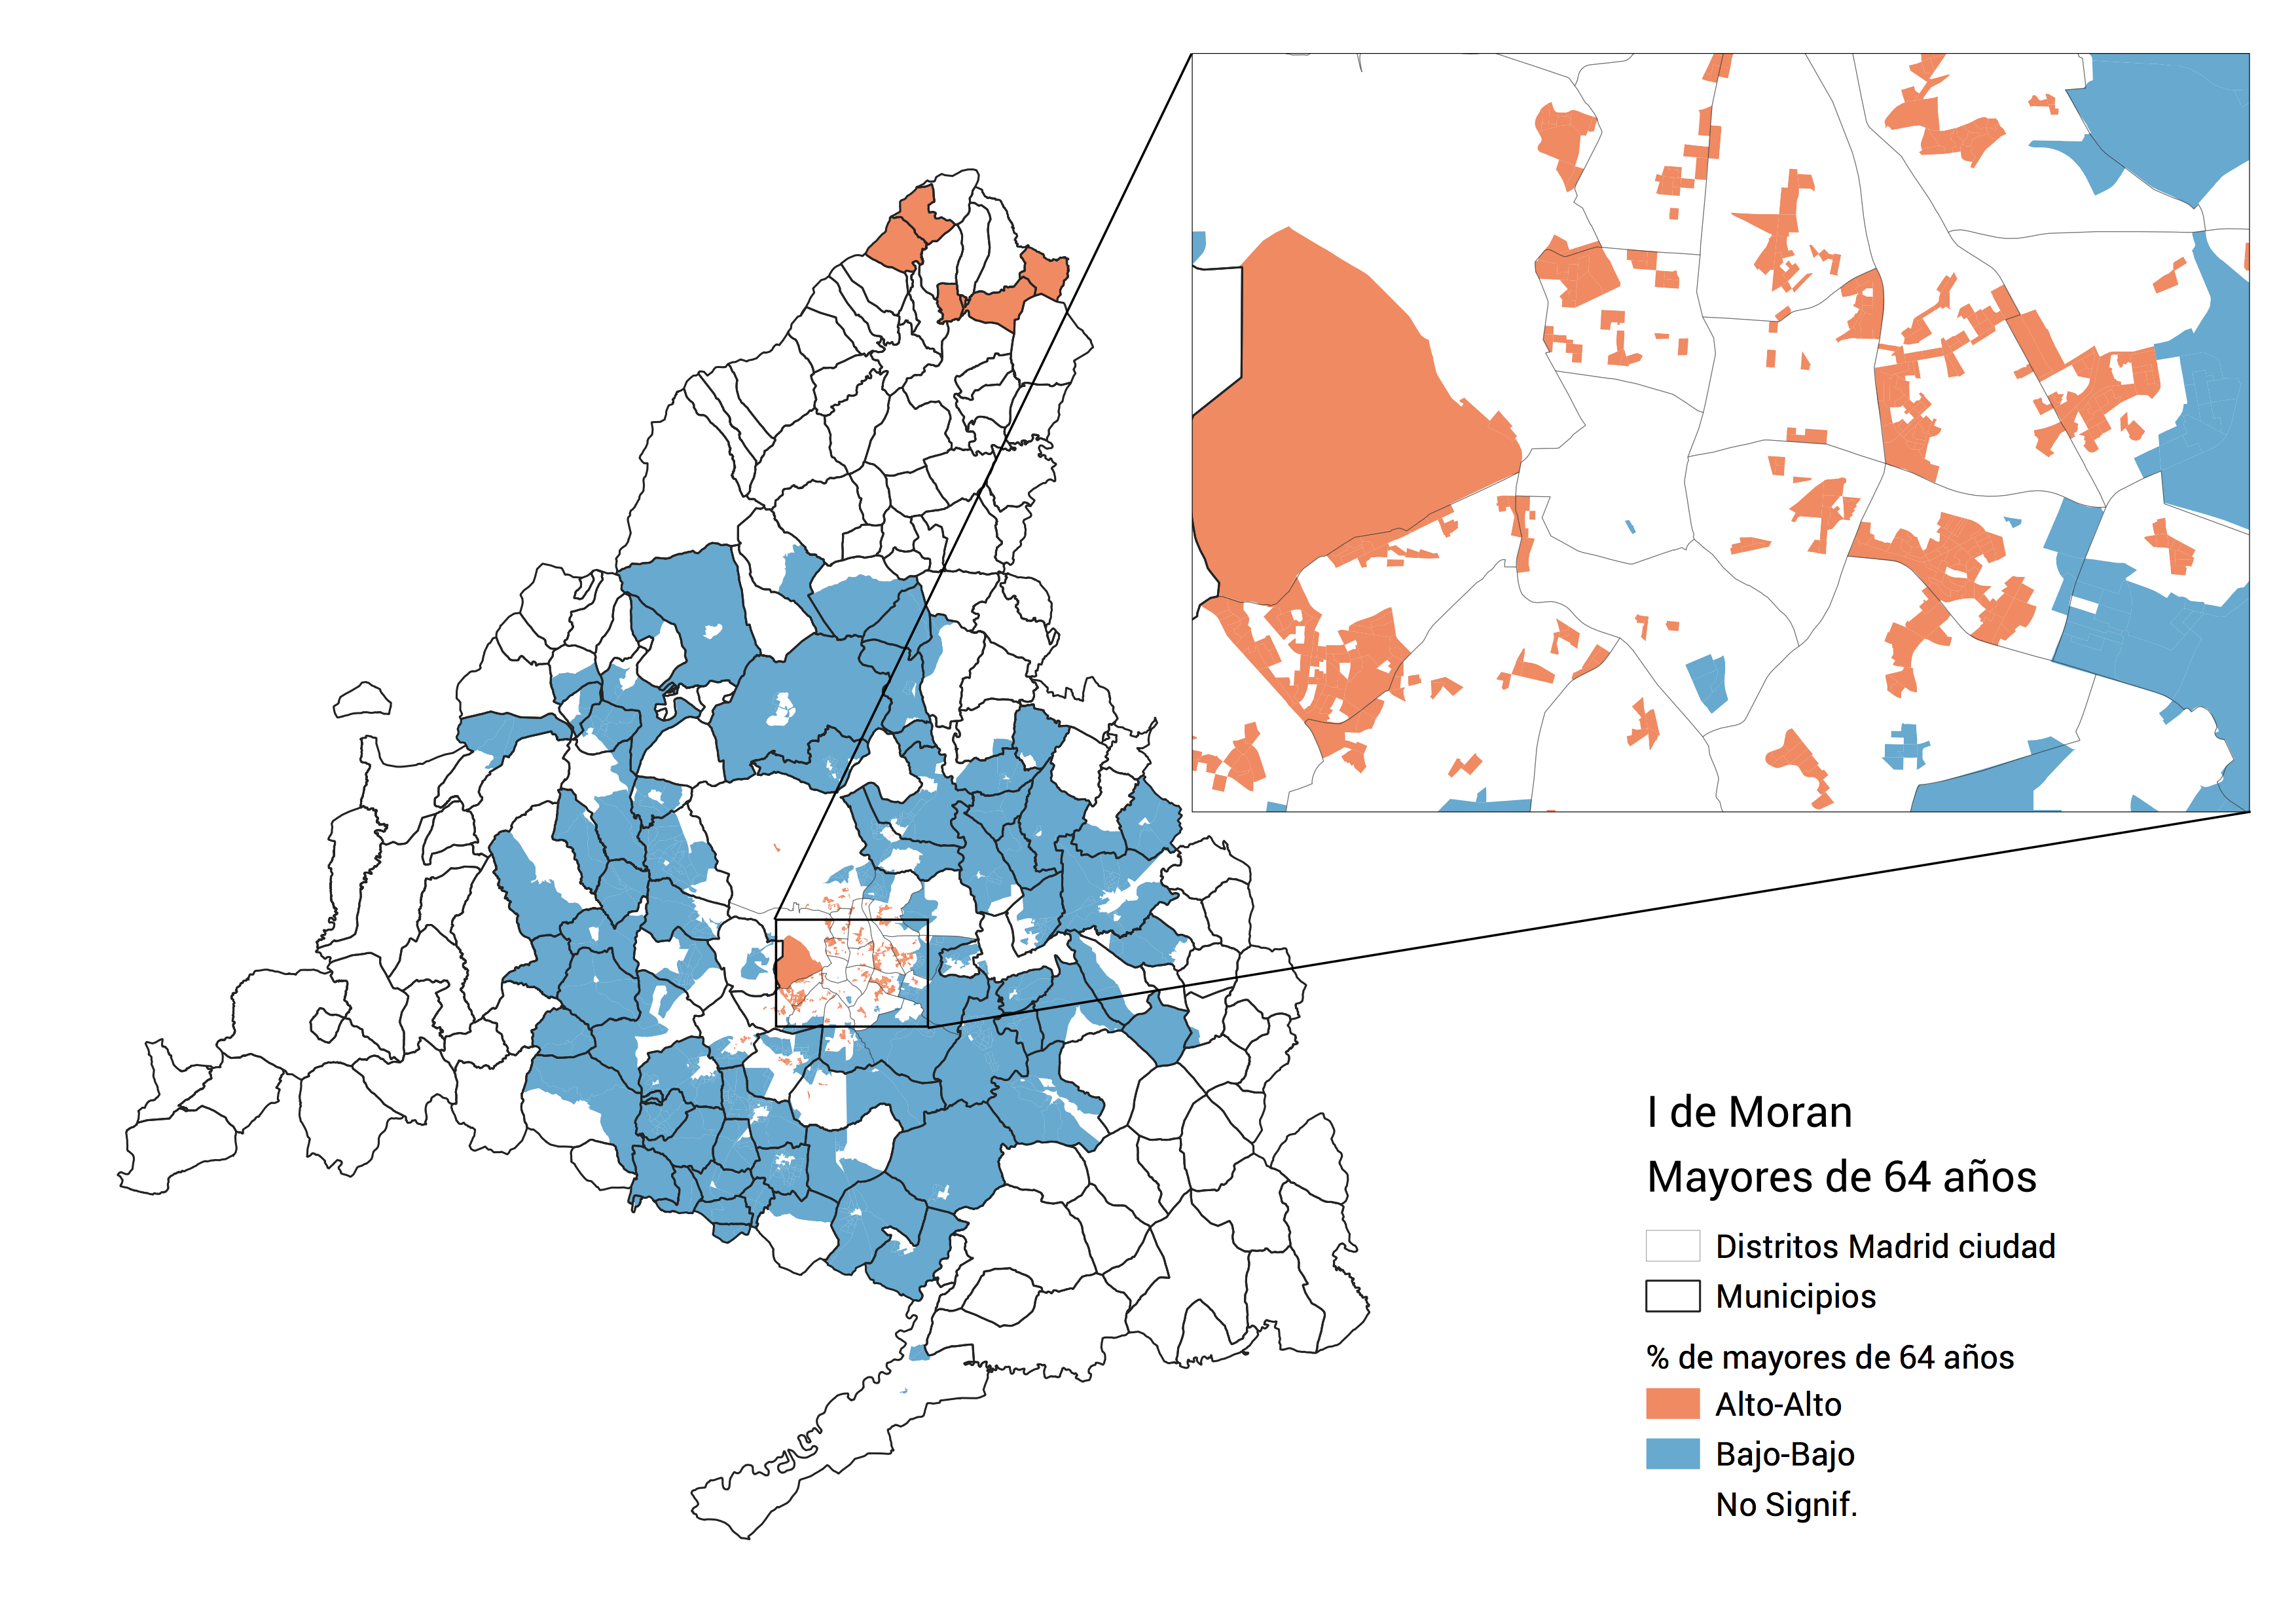 I de Moran
Mayores de 64 años
Distritos Madrid ciudad
Municipios
% de mayores de 64 años
Alto-Alto
Bajo-Bajo
No Signif.